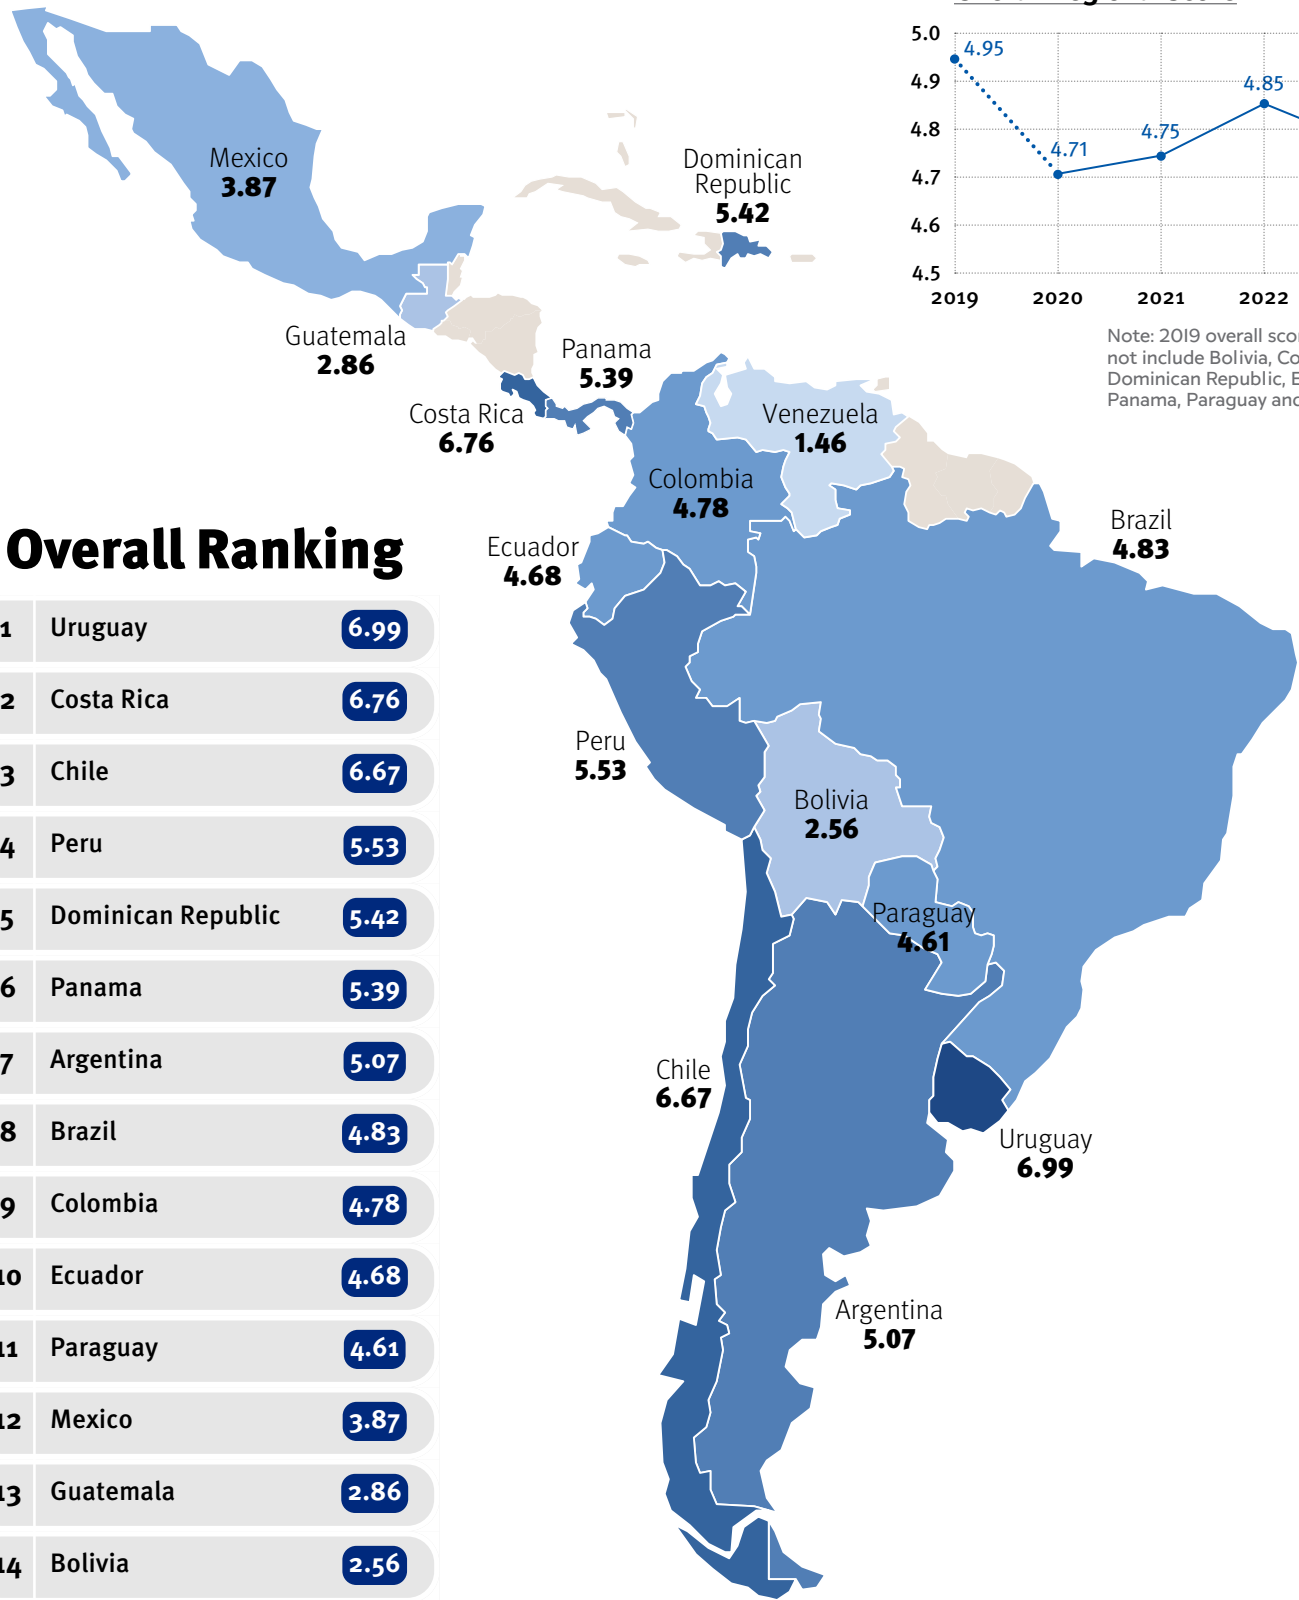 5.0
4.9
4.8
4.7
4.6
4.5
4.95
4.71
4.75
4.85
2019 2020 2021 2022
Note: 2019 overall
not include Bolivia,
Dominican Republic,
Panama, Paraguay
Mexico
3.87
Dominican
Republic
5.42
Guatemala
2.86
Panama
5.39
Costa Rica
6.76
Venezuela
1.46
Colombia
4.78
Brazil
4.83
Ecuador
4.68
Peru
5.53
Bolivia
2.56
Paraguay
4.61
Chile
6.67
Uruguay
6.99
Argentina
5.07
Overall Ranking
1 Uruguay 6.99
2 Costa Rica 6.76
3 Chile 6.67
4 Peru 5.53
5 Dominican Republic 5.42
6 Panama 5.39
7 Argentina 5.07
8 Brazil 4.83
9 Colombia 4.78
10 Ecuador 4.68
11 Paraguay 4.61
12 Mexico 3.87
13 Guatemala 2.86
14 Bolivia 2.56